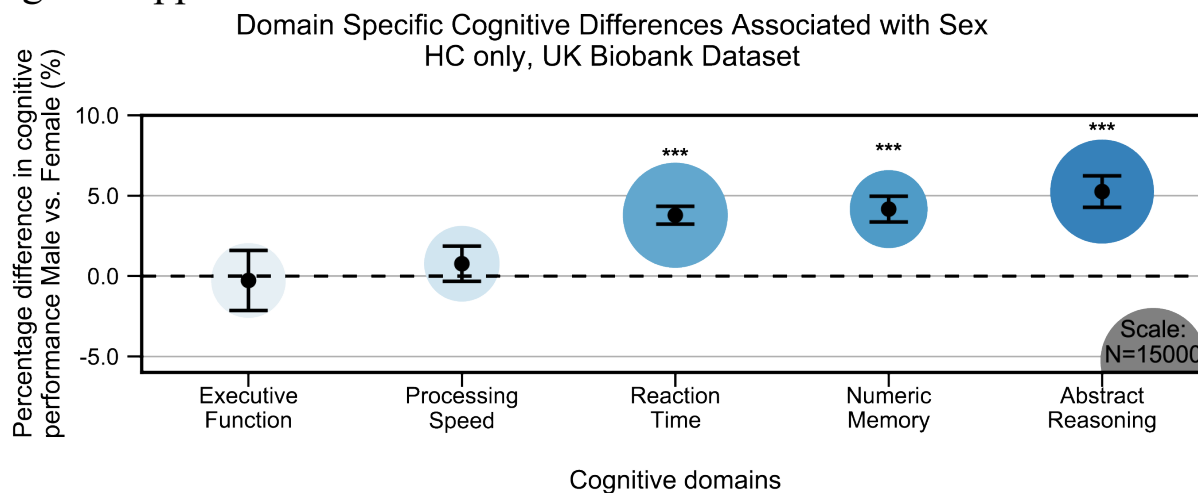 Domain Specific Cognitive Differences Associated with Sex
HC only, UK Biobank Dataset
Percentage difference in cognitive
performance Male vs. Female (%)
10.0
5.0
0.0
-5.0
***
***
***
Scale:
N=15000
Executive
Function
Processing
Speed
Reaction
Time
Numeric
Memory
Abstract
Reasoning
Cognitive domains